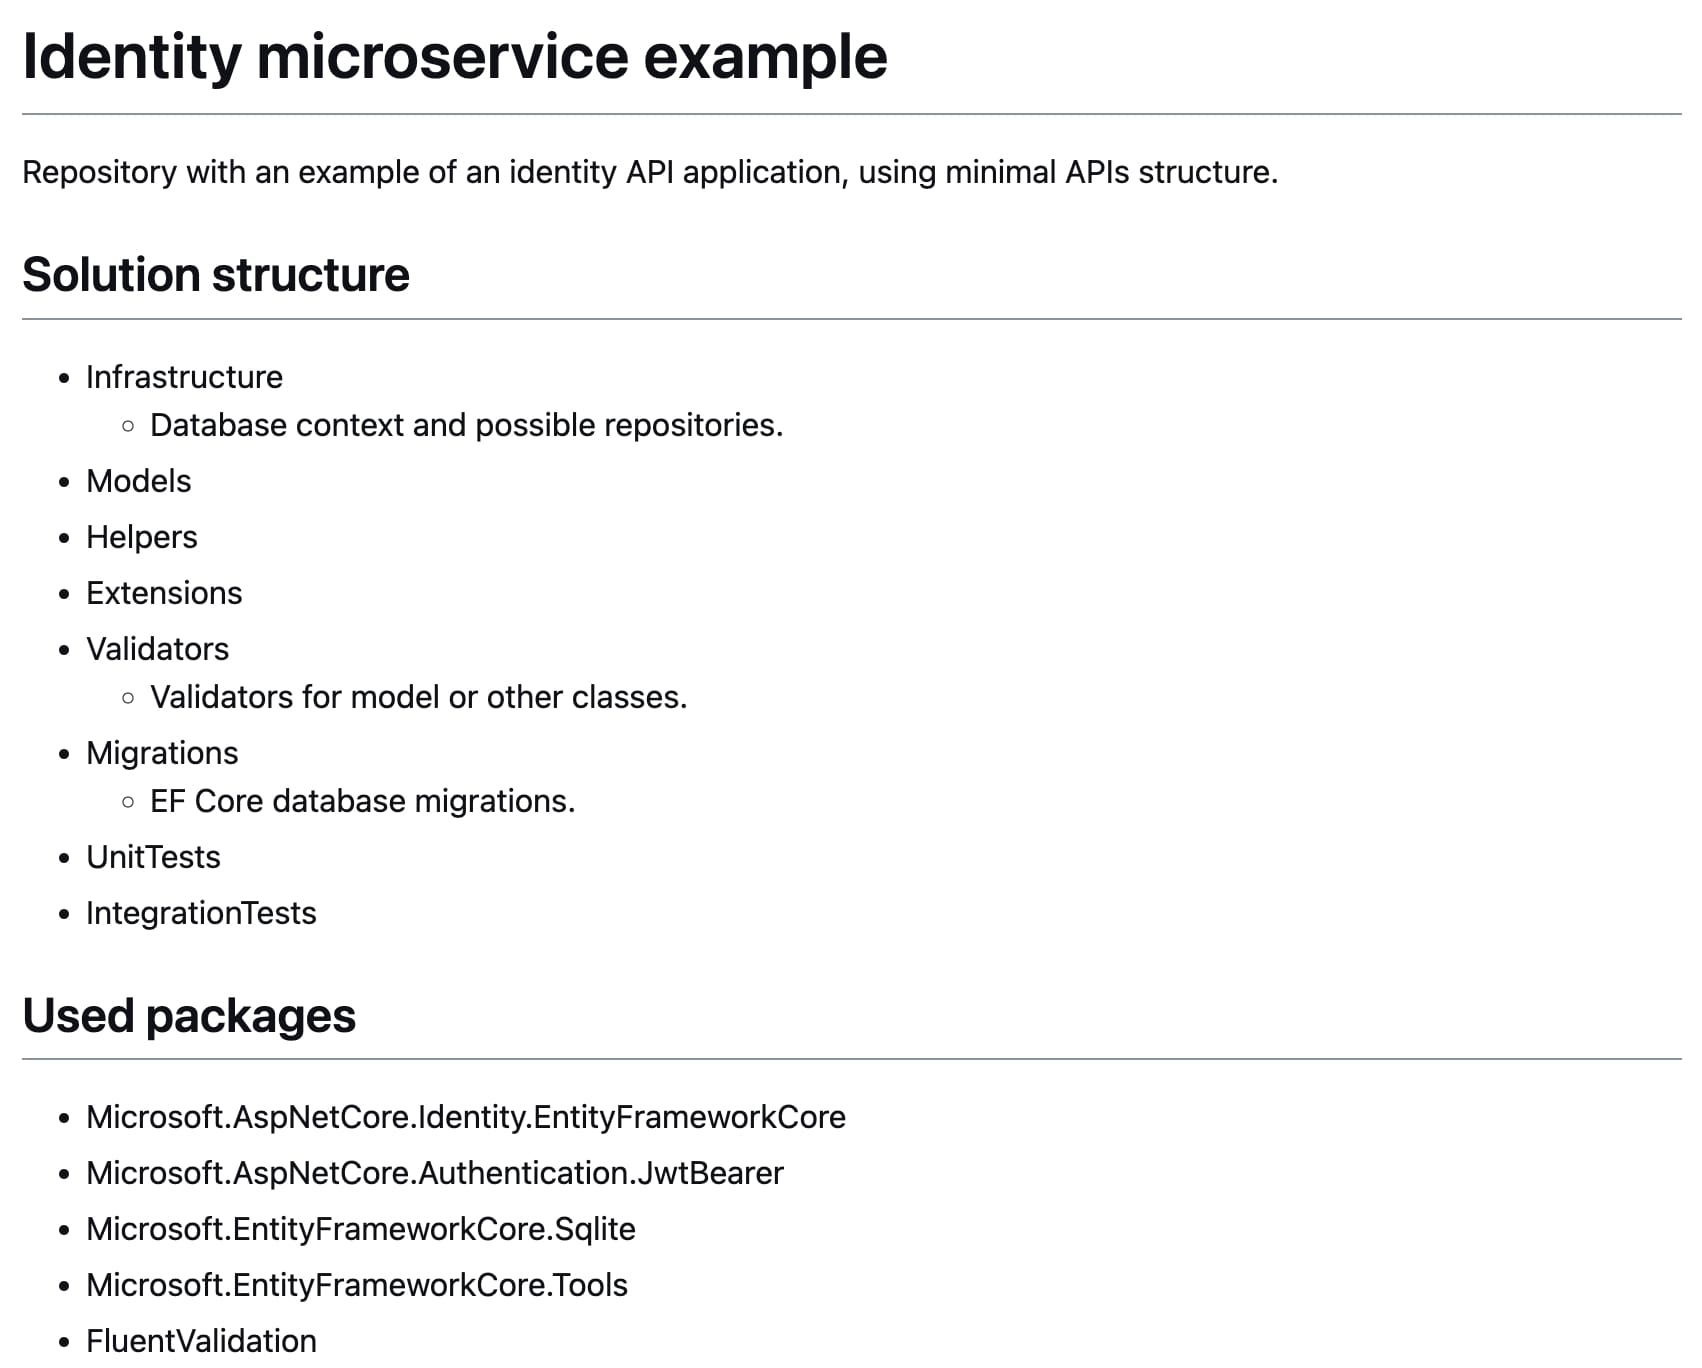 Identity microservice example
Repository with an example of an identity API application, using minimal APIs structure.
Solution structure
Infrastructure
Database context and possible repositories.
Models
Helpers
Extensions
Validators
Validators for model or other classes.
Migrations
EF Core database migrations.
UnitTests
IntegrationTests
Used packages
Microsoft.AspNetCore.Identity.EntityFrameworkCore
Microsoft.AspNetCore.Authentication.JwtBearer
Microsoft.EntityFrameworkCore.Sqlite
Microsoft.EntityFrameworkCore.Tools
FluentValidation